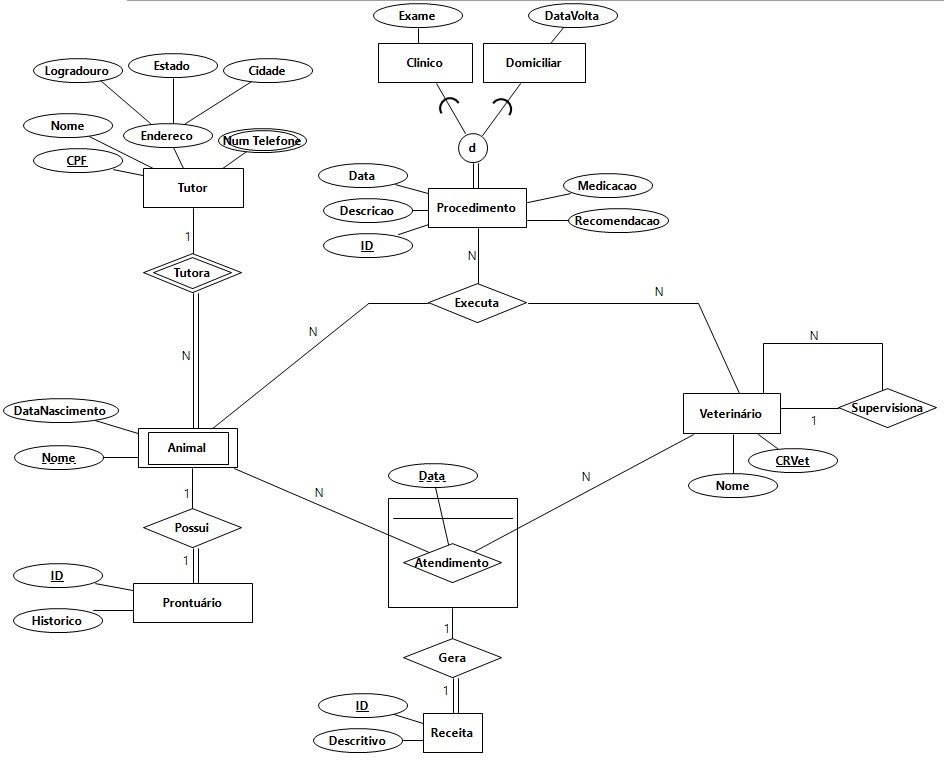 Exame
DataVolta
Clinico
Domiciliar
Logradouro
Estado
Cidade
Nome
Endereco
Num Telefone
CPF
Tutor
d
Data
Medicacao
Procedimento
Descricao
Recomendacao
ID
1
Tutora
N
Executa
N
N
N
N
Supervisiona
1
Veterinário
DataNascimento
Animal
Nome
CRVet
Nome
Data
N
N
1
Possui
1
Atendimento
ID
Prontuário
Historico
1
Gera
1
ID
Receita
Descritivo